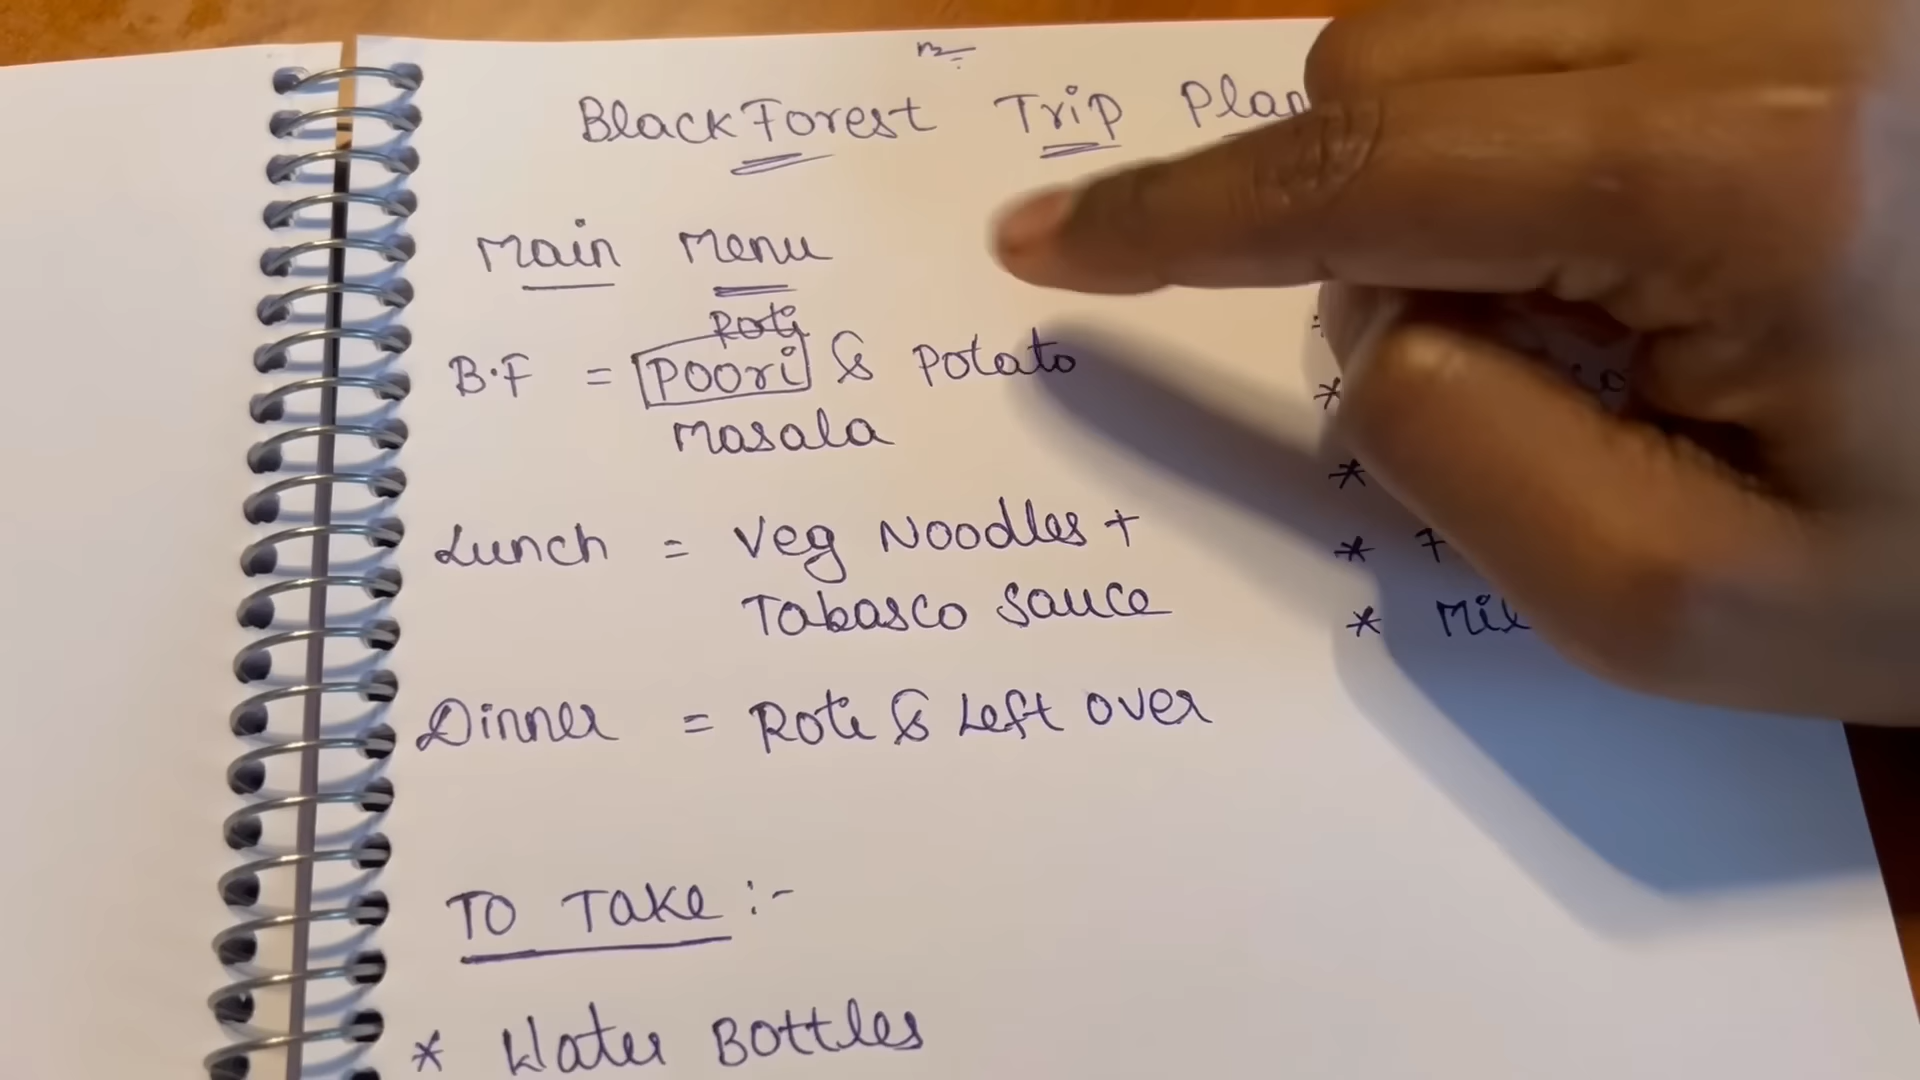 Black Forest Trip Plan
Main Menu
Roti
B.F = Poori & Potato
Masala
Lunch = Veg Noodles +
Tabasco Sauce
Dinner = Roti & Left over
*
*
*
*
To Take :-
* Water Bottles